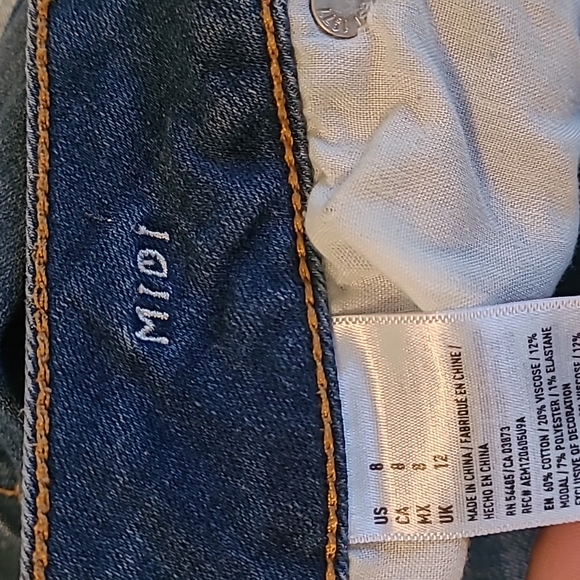 MIDI
US 8
CA 8
MX 8
UK 12
MADE IN CHINA / FABRIQUÉ EN CHINE /
HECHO EN CHINA
RN 54485/CA 03873
RFC# AEM120605U9A
EN 60% COTTON / 20% VISCOSE / 12%
MODAL / 7% POLYESTER / 1% ELASTANE
EXCLUSIVE OF DECORATION
1977